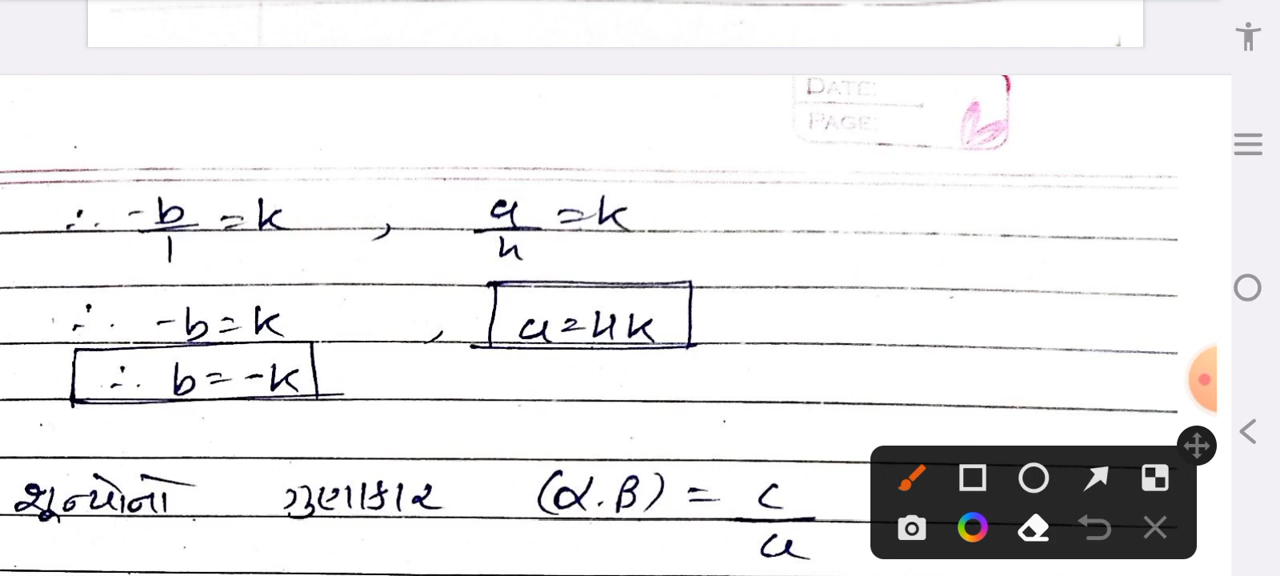 DATE:
PAGE:
∴ -b/1 = k , a/4 = k
∴ -b = k , a = 4k
∴ b = -k
શૂન્યોનો ગુણાકાર (α.β) = c/a